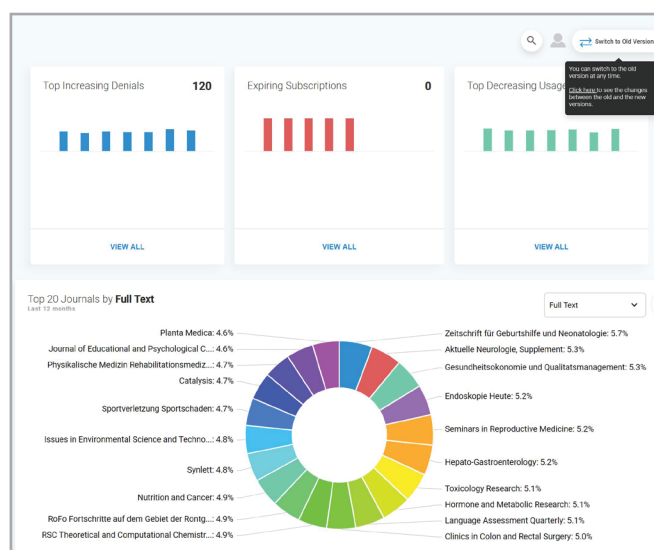 Switch to Old Version
You can switch to the old
version at any time.
Click here to see the changes
between the old and the new
versions.
Top Increasing Denials 120
Expiring Subscriptions 0
Top Decreasing Usage
VIEW ALL
VIEW ALL
VIEW ALL
Top 20 Journals by Full Text
Last 12 months
Full Text
Planta Medica: 4.6%
Journal of Educational and Psychological C...: 4.6%
Physikalische Medizin Rehabilitationsmediz...: 4.7%
Catalysis: 4.7%
Sportverletzung Sportschaden: 4.7%
Issues in Environmental Science and Techno...: 4.8%
Synlett: 4.8%
Nutrition and Cancer: 4.9%
RoFo Fortschritte auf dem Gebiet der Rontg...: 4.9%
RSC Theoretical and Computational Chemistr...: 4.9%
Zeitschrift für Geburtshilfe und Neonatologie: 5.7%
Aktuelle Neurologie, Supplement: 5.3%
Gesundheitsokonomie und Qualitatsmanagement: 5.3%
Endoskopie Heute: 5.2%
Seminars in Reproductive Medicine: 5.2%
Hepato-Gastroenterology: 5.2%
Toxicology Research: 5.1%
Hormone and Metabolic Research: 5.1%
Language Assessment Quarterly: 5.1%
Clinics in Colon and Rectal Surgery: 5.0%